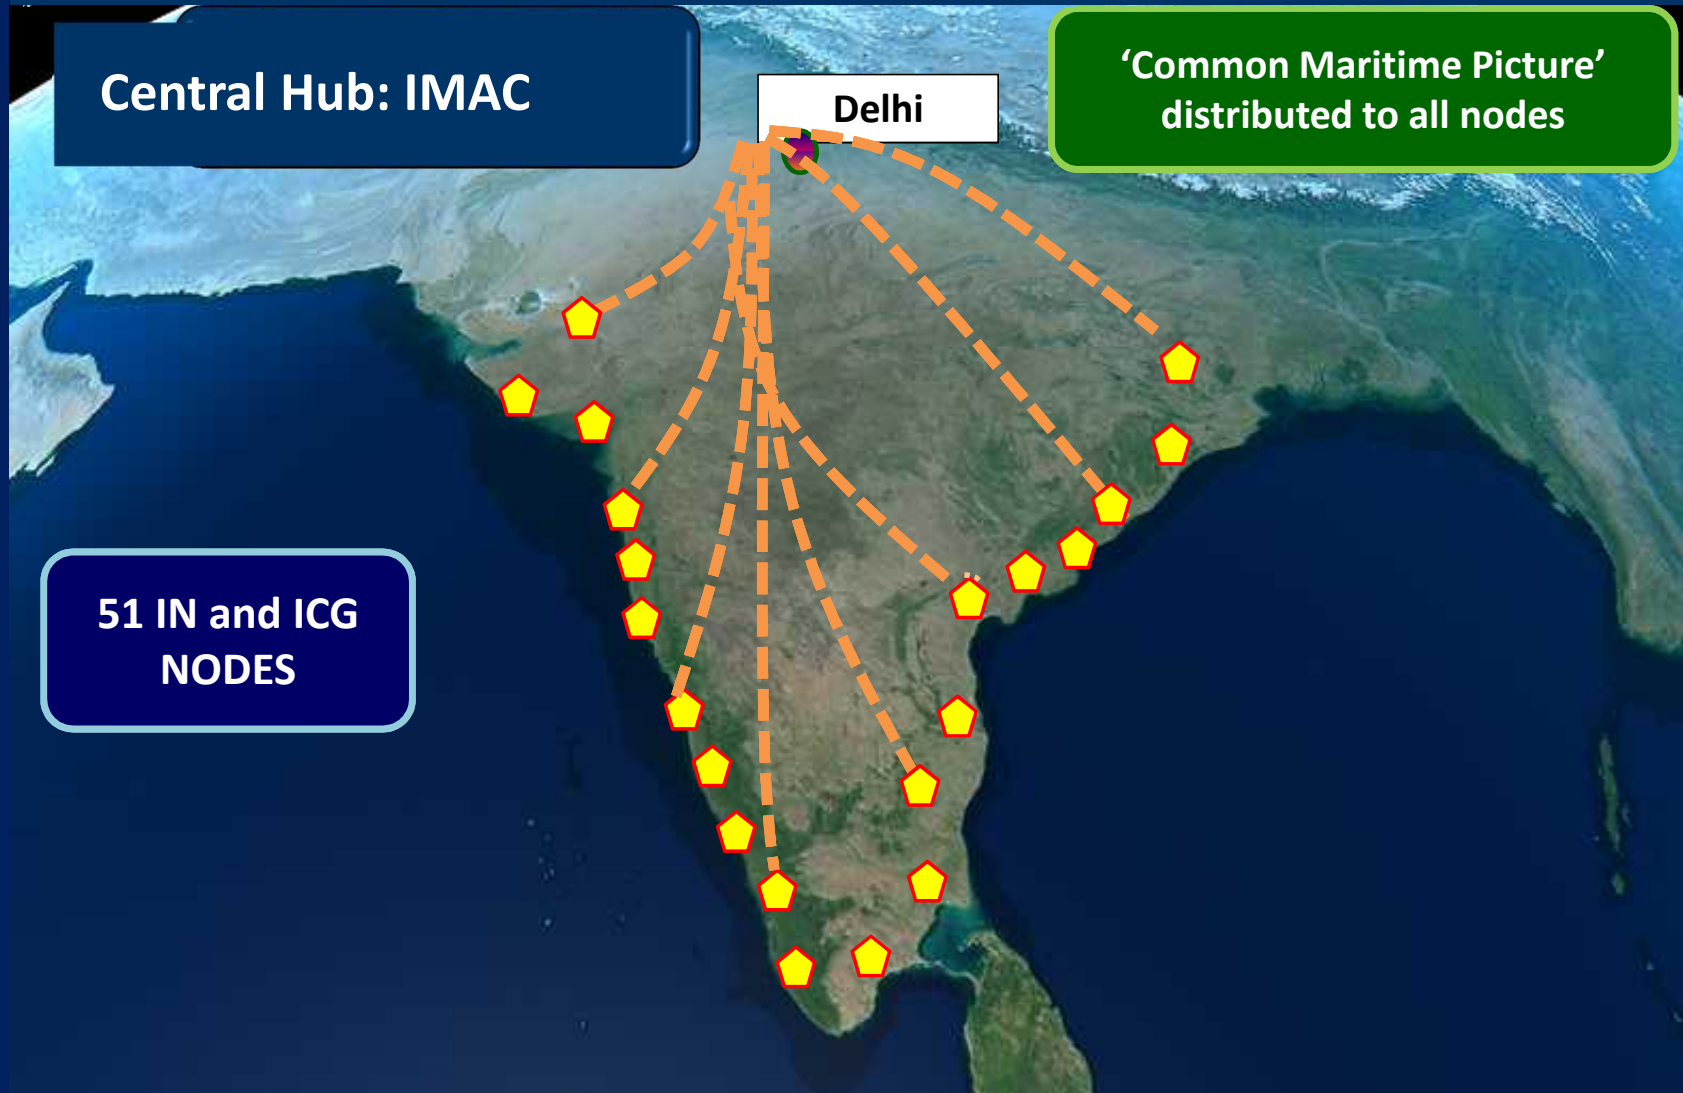 Central Hub: IMAC
Delhi
‘Common Maritime Picture’
distributed to all nodes
51 IN and ICG
NODES